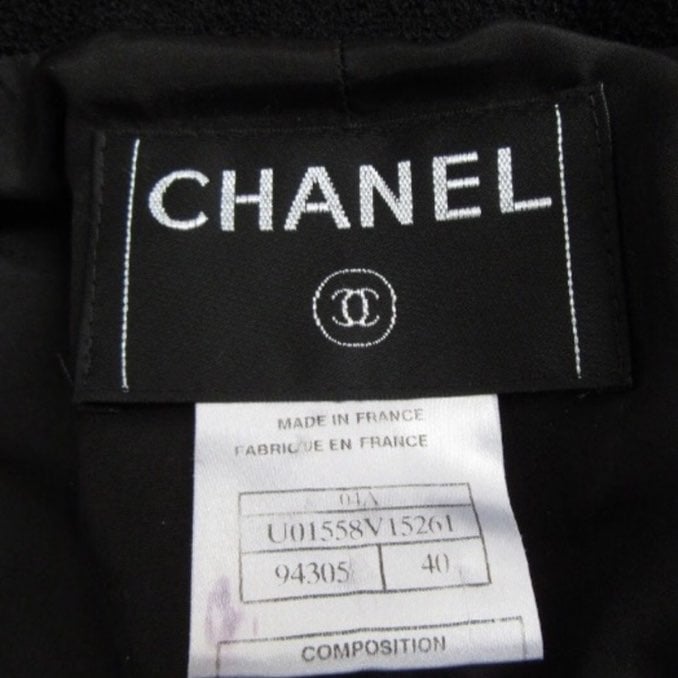 CHANEL
MADE IN FRANCE
FABRIQUE EN FRANCE
04A
U01558V15261
94305 40
COMPOSITION